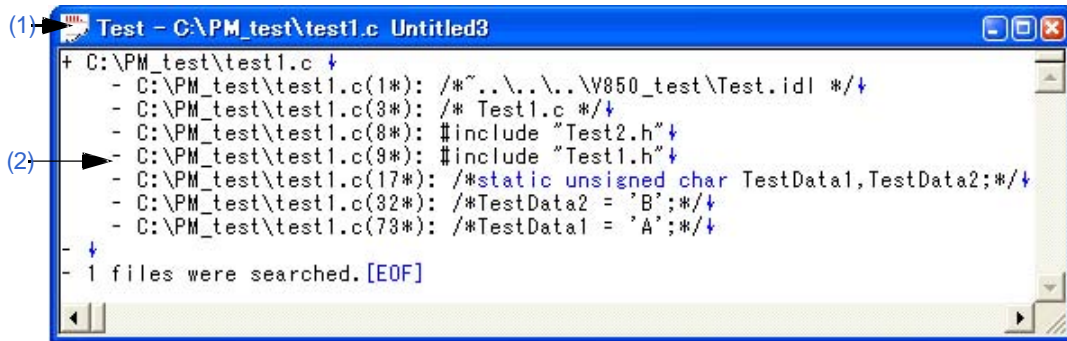 (1) Test - C:\PM_test\test1.c Untitled3
+ C:\PM_test\test1.c ↓
- C:\PM_test\test1.c(1*): /*~..\..\..\V850_test\Test.idl */↓
- C:\PM_test\test1.c(3*): /* Test1.c */↓
- C:\PM_test\test1.c(8*): #include "Test2.h"↓
(2) - C:\PM_test\test1.c(9*): #include "Test1.h"↓
- C:\PM_test\test1.c(17*): /*static unsigned char TestData1,TestData2;*/↓
- C:\PM_test\test1.c(32*): /*TestData2 = 'B';*/↓
- C:\PM_test\test1.c(73*): /*TestData1 = 'A';*/↓
- ↓
- 1 files were searched.[EOF]